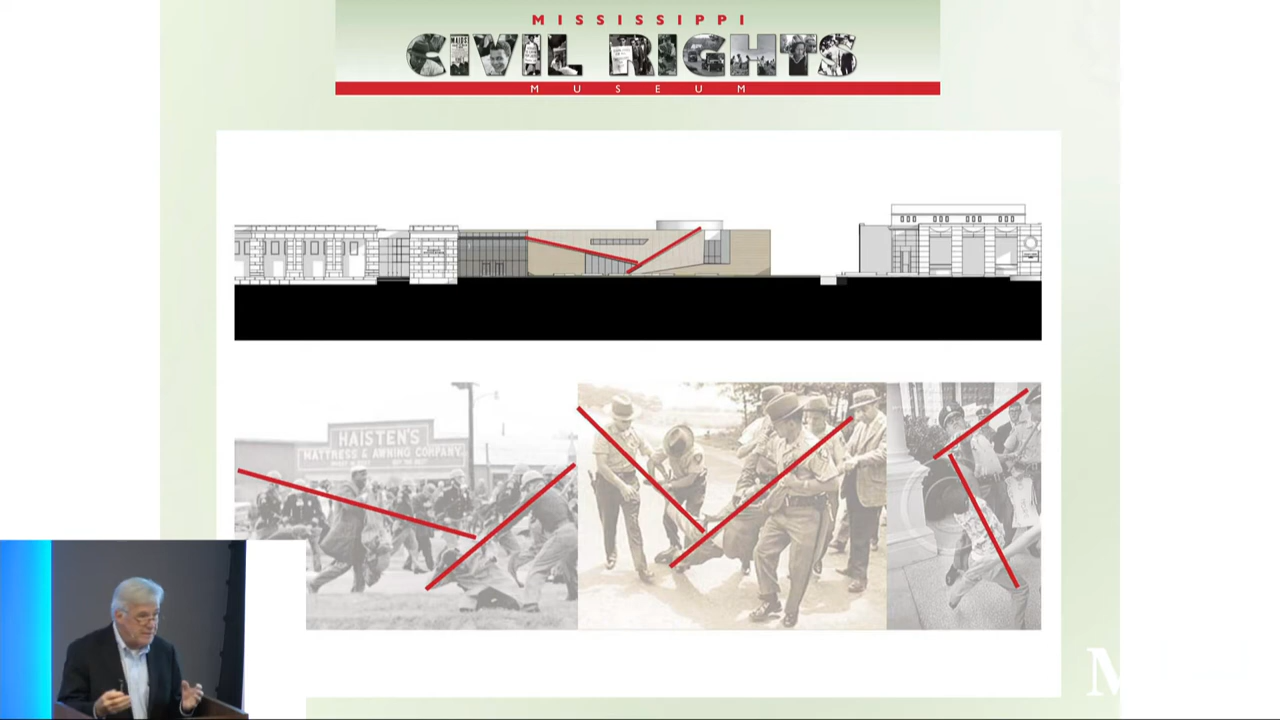 MISSISSIPPI
CIVIL RIGHTS
MUSEUM
HAISTEN'S
MATTRESS & AWNING COMPANY
M